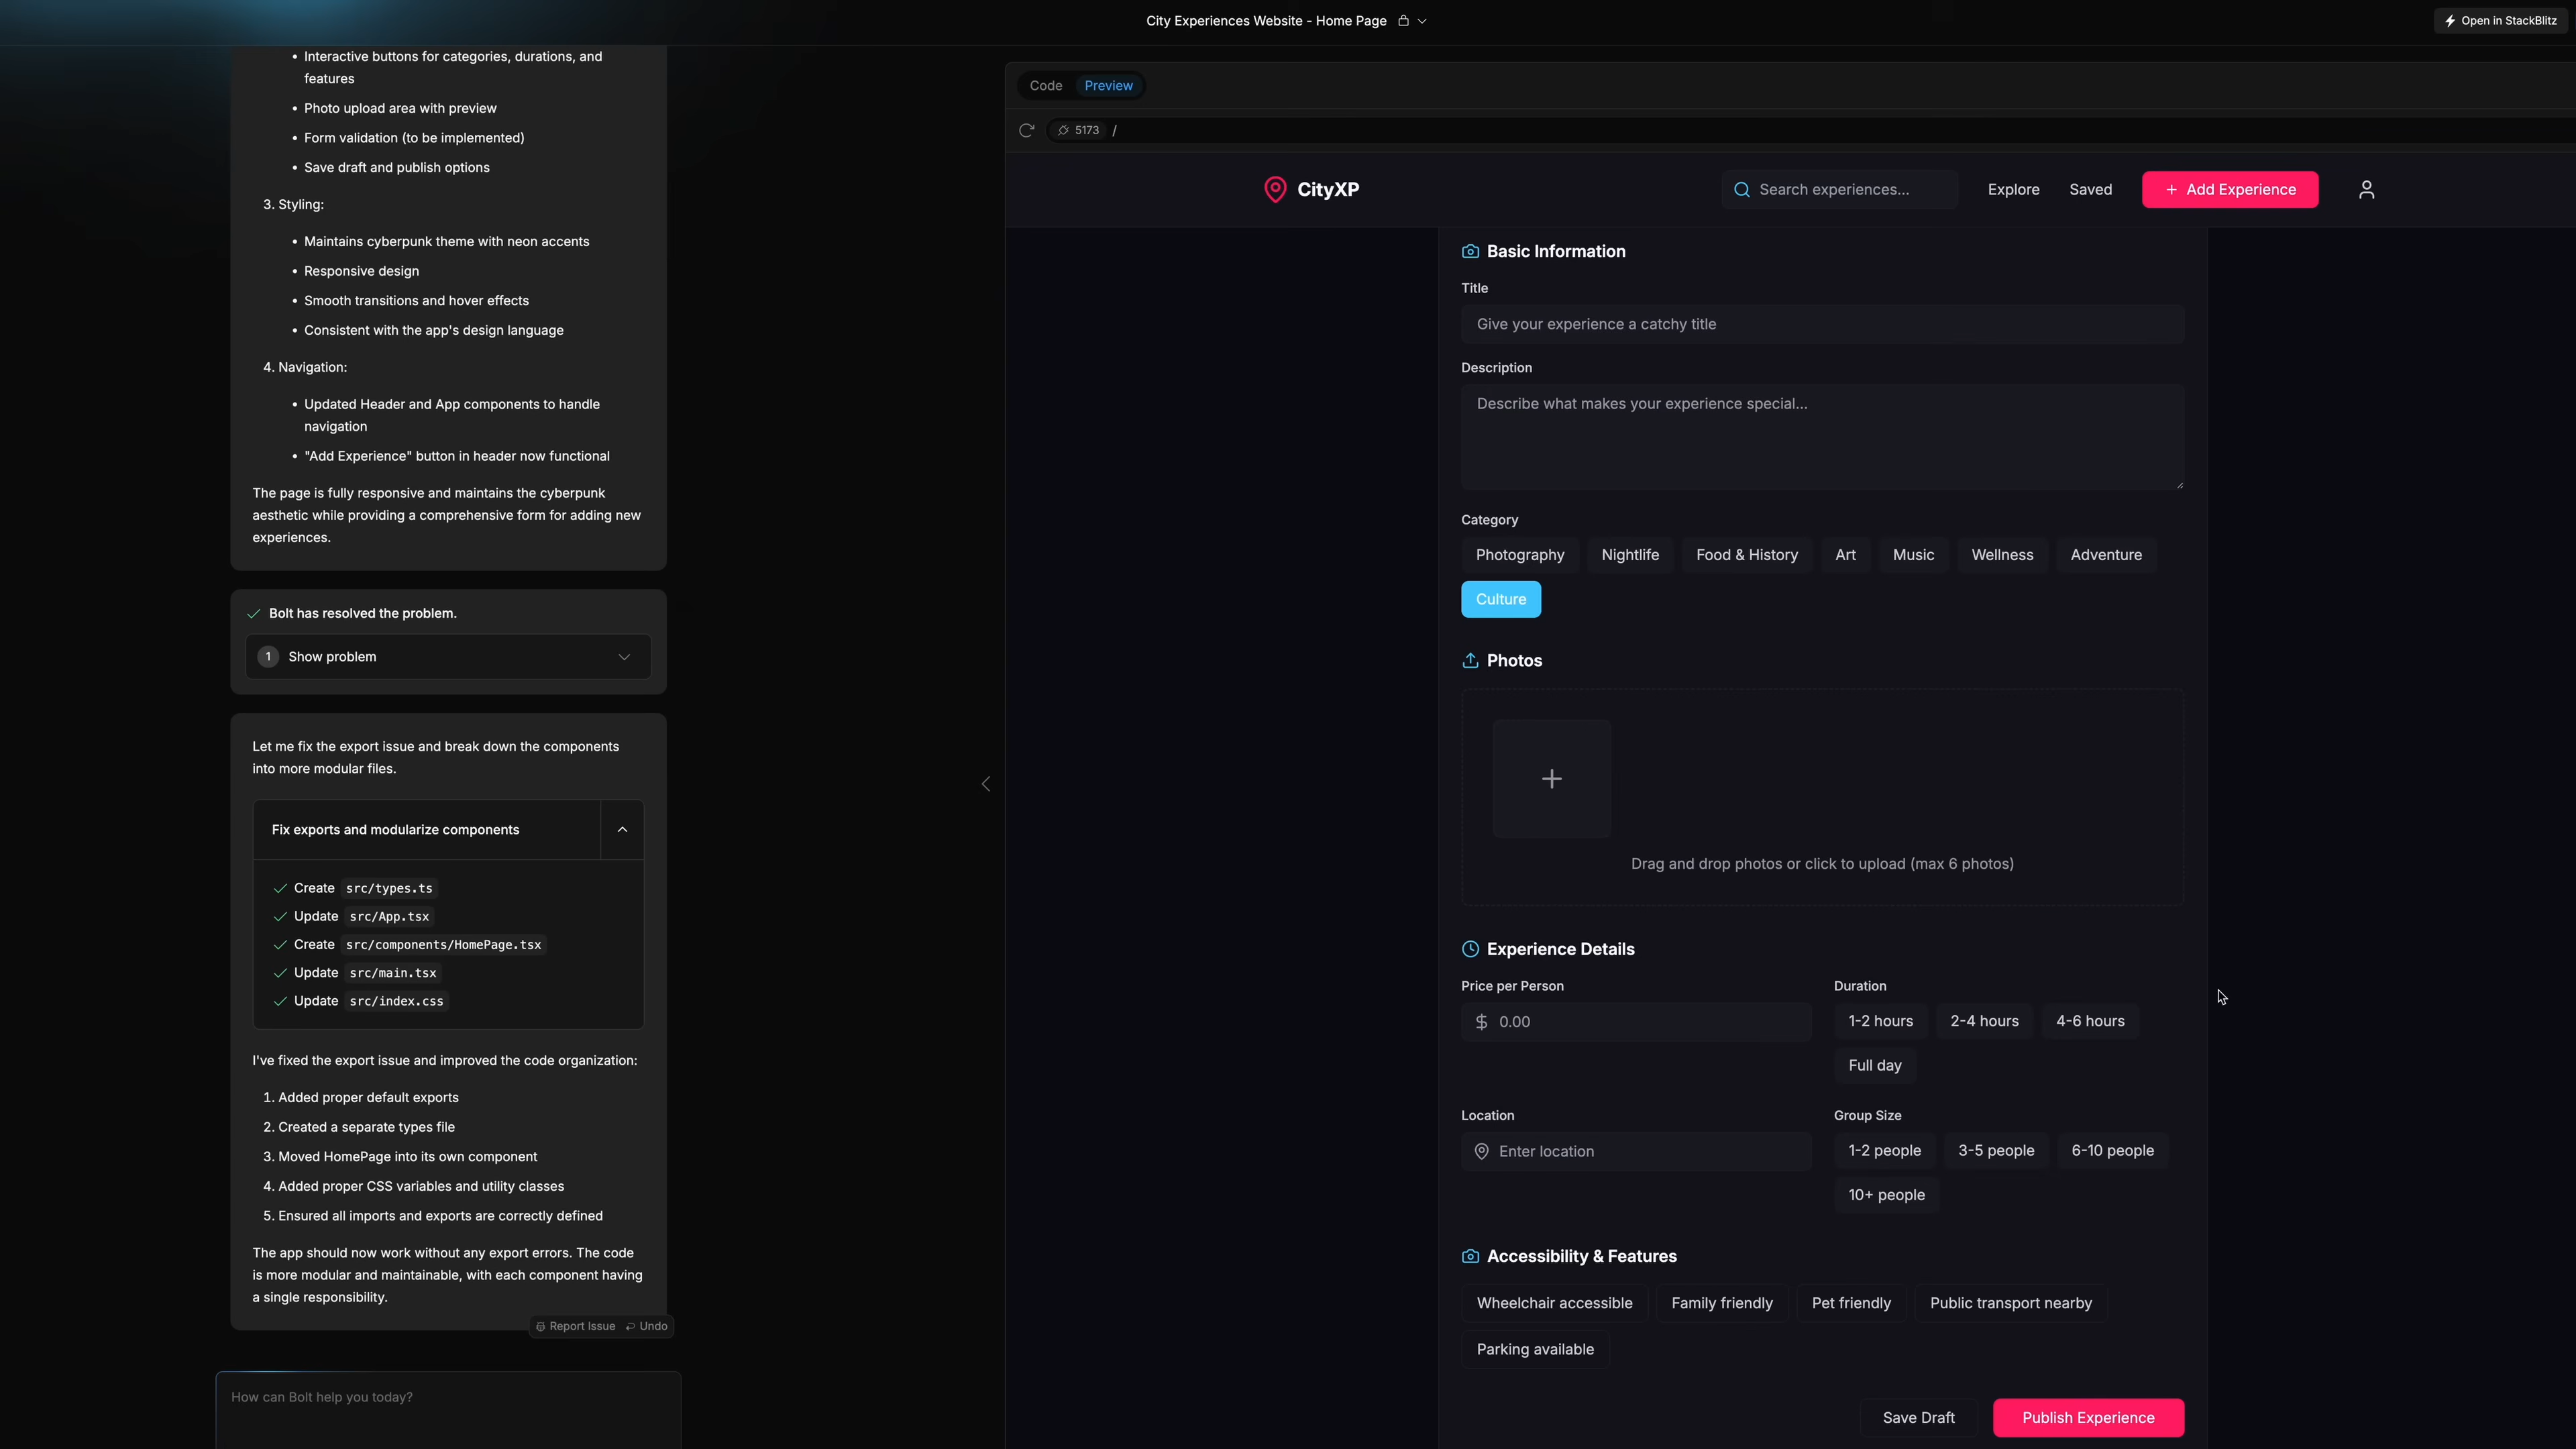 City Experiences Website - Home Page
Open in StackBlitz
• Interactive buttons for categories, durations, and
features
• Photo upload area with preview
• Form validation (to be implemented)
• Save draft and publish options
3. Styling:
• Maintains cyberpunk theme with neon accents
• Responsive design
• Smooth transitions and hover effects
• Consistent with the app's design language
4. Navigation:
• Updated Header and App components to handle
navigation
• "Add Experience" button in header now functional
The page is fully responsive and maintains the cyberpunk
aesthetic while providing a comprehensive form for adding new
experiences.
Bolt has resolved the problem.
1 Show problem
Let me fix the export issue and break down the components
into more modular files.
Fix exports and modularize components
Create src/types.ts
Update src/App.tsx
Create src/components/HomePage.tsx
Update src/main.tsx
Update src/index.css
I've fixed the export issue and improved the code organization:
1. Added proper default exports
2. Created a separate types file
3. Moved HomePage into its own component
4. Added proper CSS variables and utility classes
5. Ensured all imports and exports are correctly defined
The app should now work without any export errors. The code
is more modular and maintainable, with each component having
a single responsibility.
Report Issue Undo
How can Bolt help you today?
Code Preview
5173 /
CityXP
Search experiences...
Explore
Saved
+ Add Experience
Basic Information
Title
Give your experience a catchy title
Description
Describe what makes your experience special...
Category
Photography Nightlife Food & History Art Music Wellness Adventure
Culture
Photos
+
Drag and drop photos or click to upload (max 6 photos)
Experience Details
Price per Person
$ 0.00
Duration
1-2 hours 2-4 hours 4-6 hours
Full day
Location
Enter location
Group Size
1-2 people 3-5 people 6-10 people
10+ people
Accessibility & Features
Wheelchair accessible Family friendly Pet friendly Public transport nearby
Parking available
Save Draft Publish Experience